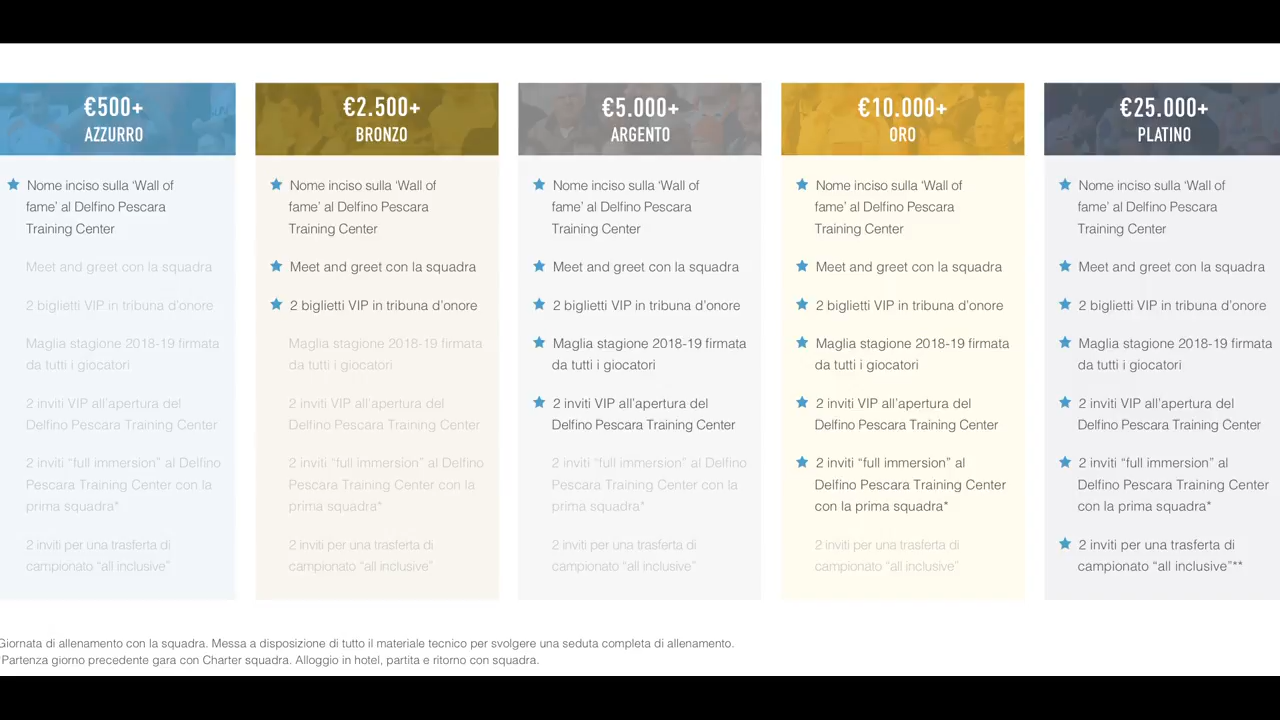 €500+
AZZURRO
Nome inciso sulla ‘Wall of
fame’ al Delfino Pescara
Training Center
Meet and greet con la squadra
2 biglietti VIP in tribuna d’onore
Maglia stagione 2018-19 firmata
da tutti i giocatori
2 inviti VIP all’apertura del
Delfino Pescara Training Center
2 inviti “full immersion” al Delfino
Pescara Training Center con la
prima squadra*
2 inviti per una trasferta di
campionato “all inclusive”
€2.500+
BRONZO
Nome inciso sulla ‘Wall of
fame’ al Delfino Pescara
Training Center
Meet and greet con la squadra
2 biglietti VIP in tribuna d’onore
Maglia stagione 2018-19 firmata
da tutti i giocatori
2 inviti VIP all’apertura del
Delfino Pescara Training Center
2 inviti “full immersion” al Delfino
Pescara Training Center con la
prima squadra*
2 inviti per una trasferta di
campionato “all inclusive”
€5.000+
ARGENTO
Nome inciso sulla ‘Wall of
fame’ al Delfino Pescara
Training Center
Meet and greet con la squadra
2 biglietti VIP in tribuna d’onore
Maglia stagione 2018-19 firmata
da tutti i giocatori
2 inviti VIP all’apertura del
Delfino Pescara Training Center
2 inviti “full immersion” al Delfino
Pescara Training Center con la
prima squadra*
2 inviti per una trasferta di
campionato “all inclusive”
€10.000+
ORO
Nome inciso sulla ‘Wall of
fame’ al Delfino Pescara
Training Center
Meet and greet con la squadra
2 biglietti VIP in tribuna d’onore
Maglia stagione 2018-19 firmata
da tutti i giocatori
2 inviti VIP all’apertura del
Delfino Pescara Training Center
2 inviti “full immersion” al
Delfino Pescara Training Center
con la prima squadra*
2 inviti per una trasferta di
campionato “all inclusive”
€25.000+
PLATINO
Nome inciso sulla ‘Wall of
fame’ al Delfino Pescara
Training Center
Meet and greet con la squadra
2 biglietti VIP in tribuna d’onore
Maglia stagione 2018-19 firmata
da tutti i giocatori
2 inviti VIP all’apertura del
Delfino Pescara Training Center
2 inviti “full immersion” al
Delfino Pescara Training Center
con la prima squadra*
2 inviti per una trasferta di
campionato “all inclusive”**
Giornata di allenamento con la squadra. Messa a disposizione di tutto il materiale tecnico per svolgere una seduta completa di allenamento.
*Partenza giorno precedente gara con Charter squadra. Alloggio in hotel, partita e ritorno con squadra.